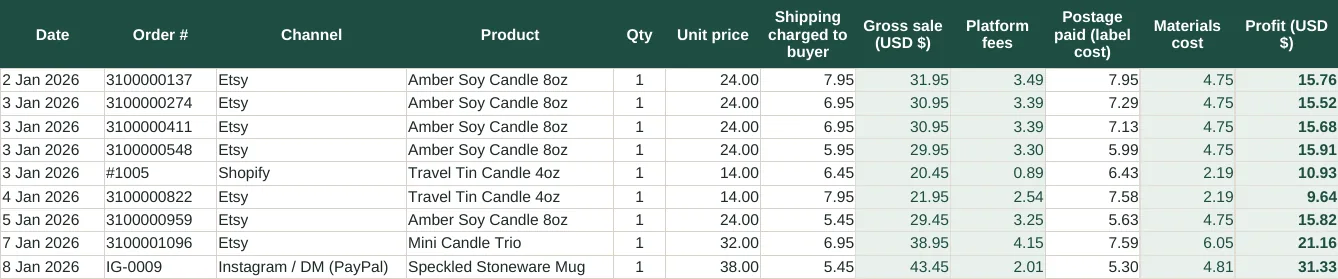 Date Order # Channel Product Qty Unit price Shipping charged to buyer Gross sale (USD $) Platform fees Postage paid (label cost) Materials cost Profit (USD $)
2 Jan 2026 3100000137 Etsy Amber Soy Candle 8oz 1 24.00 7.95 31.95 3.49 7.95 4.75 15.76
3 Jan 2026 3100000274 Etsy Amber Soy Candle 8oz 1 24.00 6.95 30.95 3.39 7.29 4.75 15.52
3 Jan 2026 3100000411 Etsy Amber Soy Candle 8oz 1 24.00 6.95 30.95 3.39 7.13 4.75 15.68
3 Jan 2026 3100000548 Etsy Amber Soy Candle 8oz 1 24.00 5.95 29.95 3.30 5.99 4.75 15.91
3 Jan 2026 #1005 Shopify Travel Tin Candle 4oz 1 14.00 6.45 20.45 0.89 6.43 2.19 10.93
4 Jan 2026 3100000822 Etsy Travel Tin Candle 4oz 1 14.00 7.95 21.95 2.54 7.58 2.19 9.64
5 Jan 2026 3100000959 Etsy Amber Soy Candle 8oz 1 24.00 5.45 29.45 3.25 5.63 4.75 15.82
7 Jan 2026 3100001096 Etsy Mini Candle Trio 1 32.00 6.95 38.95 4.15 7.59 6.05 21.16
8 Jan 2026 IG-0009 Instagram / DM (PayPal) Speckled Stoneware Mug 1 38.00 5.45 43.45 2.01 5.30 4.81 31.33